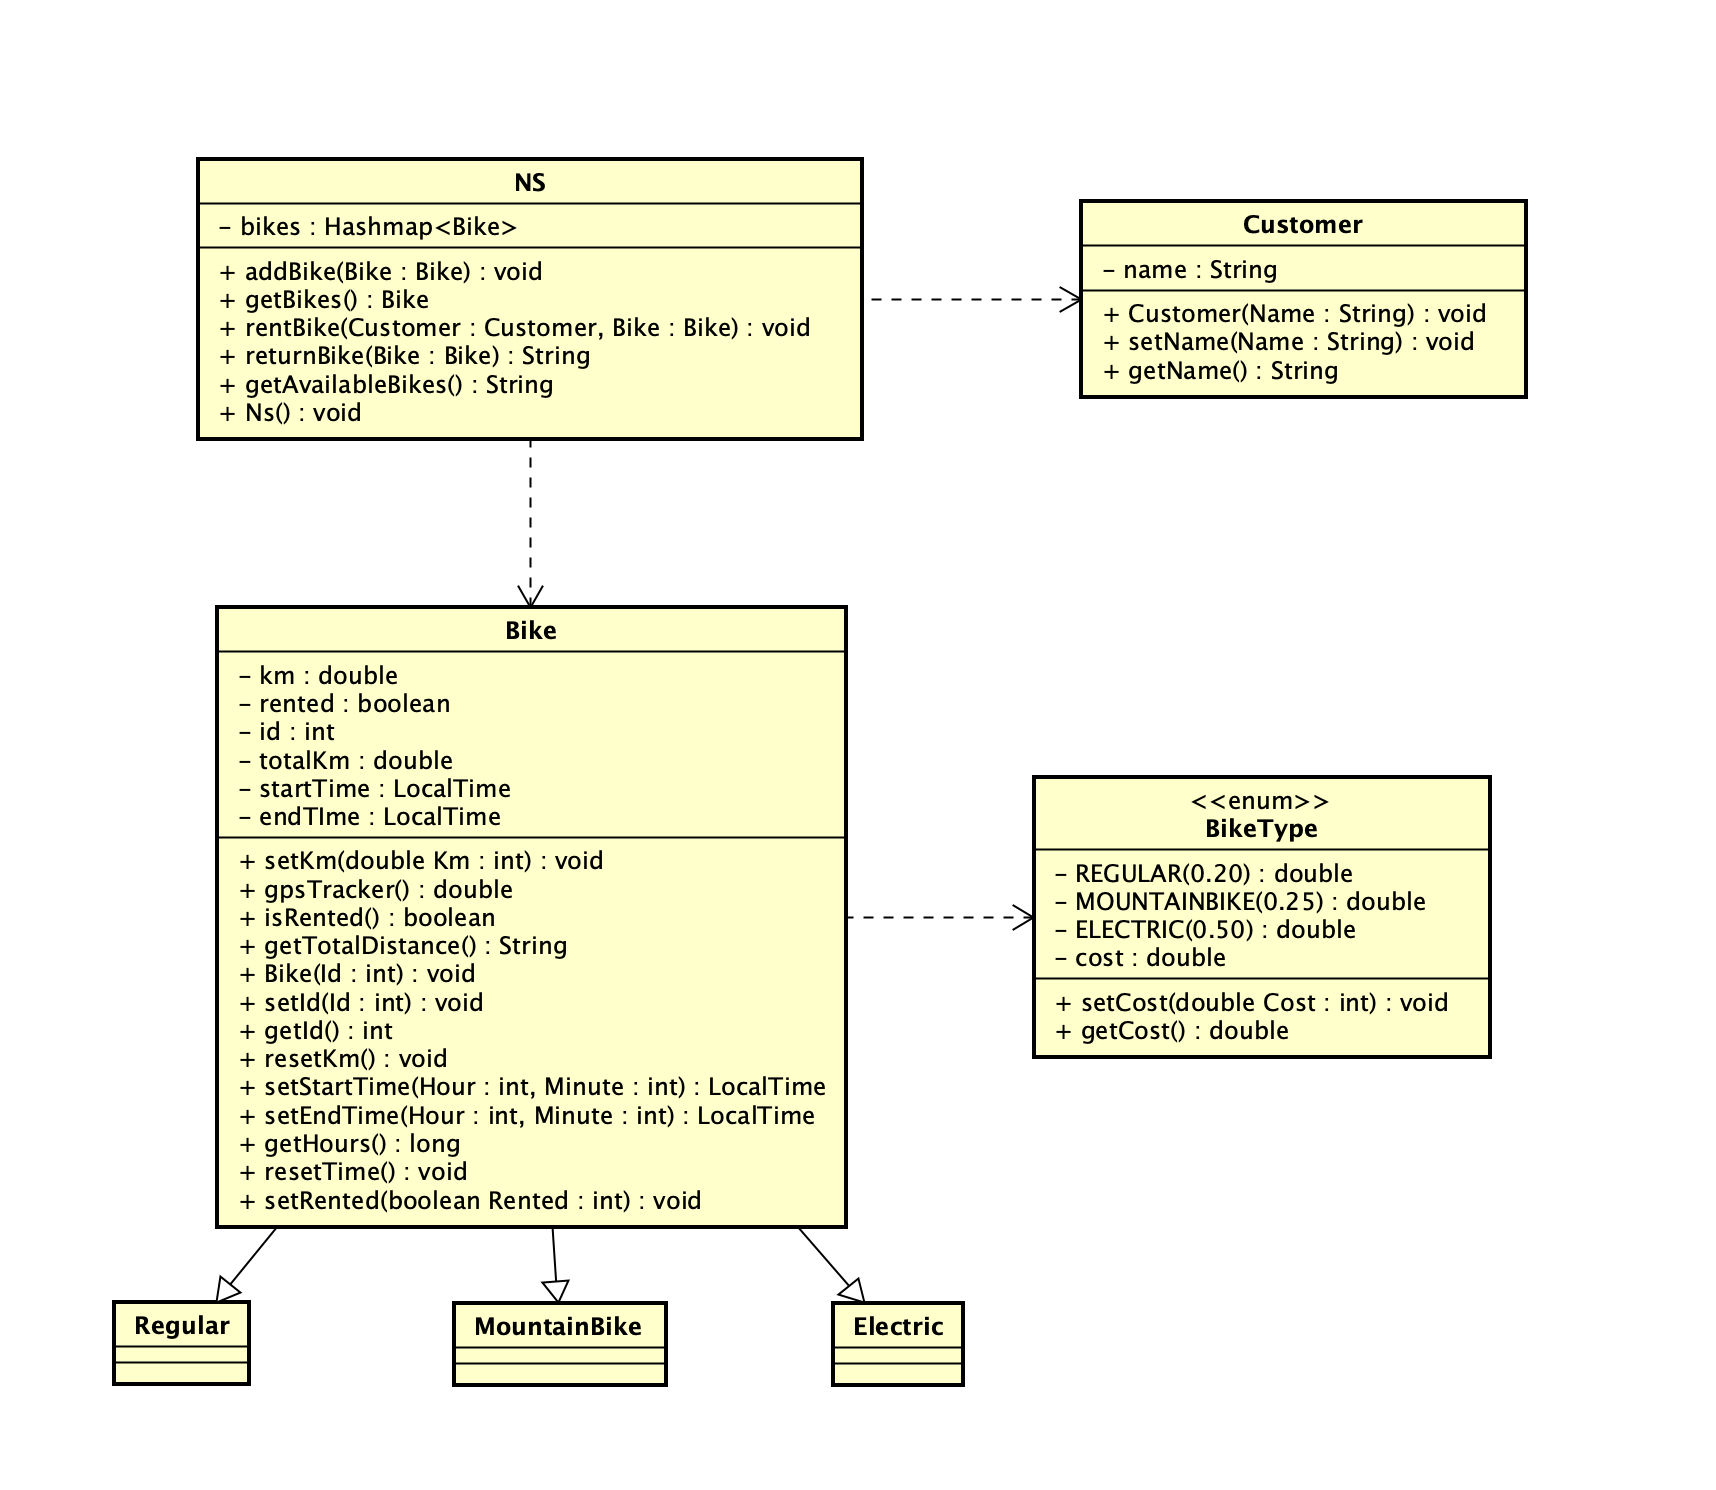 NS
– bikes : Hashmap<Bike>
+ addBike(Bike : Bike) : void
+ getBikes() : Bike
+ rentBike(Customer : Customer, Bike : Bike) : void
+ returnBike(Bike : Bike) : String
+ getAvailableBikes() : String
+ Ns() : void
Customer
– name : String
+ Customer(Name : String) : void
+ setName(Name : String) : void
+ getName() : String
Bike
– km : double
– rented : boolean
– id : int
– totalKm : double
– startTime : LocalTime
– endTIme : LocalTime
+ setKm(double Km : int) : void
+ gpsTracker() : double
+ isRented() : boolean
+ getTotalDistance() : String
+ Bike(Id : int) : void
+ setId(Id : int) : void
+ getId() : int
+ resetKm() : void
+ setStartTime(Hour : int, Minute : int) : LocalTime
+ setEndTime(Hour : int, Minute : int) : LocalTime
+ getHours() : long
+ resetTime() : void
+ setRented(boolean Rented : int) : void
<<enum>>
BikeType
– REGULAR(0.20) : double
– MOUNTAINBIKE(0.25) : double
– ELECTRIC(0.50) : double
– cost : double
+ setCost(double Cost : int) : void
+ getCost() : double
Regular
MountainBike
Electric